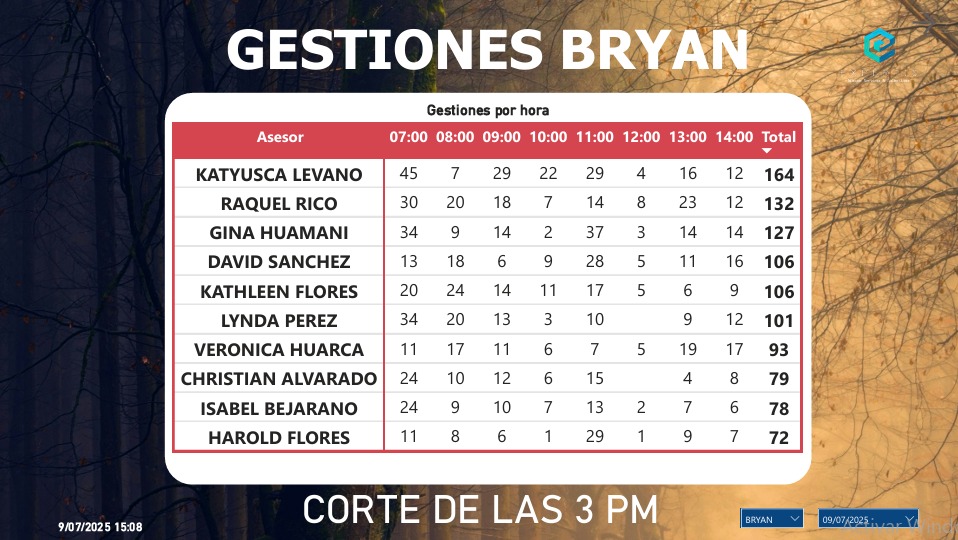 GESTIONES BRYAN
Gestiones por hora
Asesor 07:00 08:00 09:00 10:00 11:00 12:00 13:00 14:00 Total
KATYUSCA LEVANO 45 7 29 22 29 4 16 12 164
RAQUEL RICO 30 20 18 7 14 8 23 12 132
GINA HUAMANI 34 9 14 2 37 3 14 14 127
DAVID SANCHEZ 13 18 6 9 28 5 11 16 106
KATHLEEN FLORES 20 24 14 11 17 5 6 9 106
LYNDA PEREZ 34 20 13 3 10 9 12 101
VERONICA HUARCA 11 17 11 6 7 5 19 17 93
CHRISTIAN ALVARADO 24 10 12 6 15 4 8 79
ISABEL BEJARANO 24 9 10 7 13 2 7 6 78
HAROLD FLORES 11 8 6 1 29 1 9 7 72
CORTE DE LAS 3 PM
9/07/2025 15:08
BRYAN
09/07/2025
Activar Wind